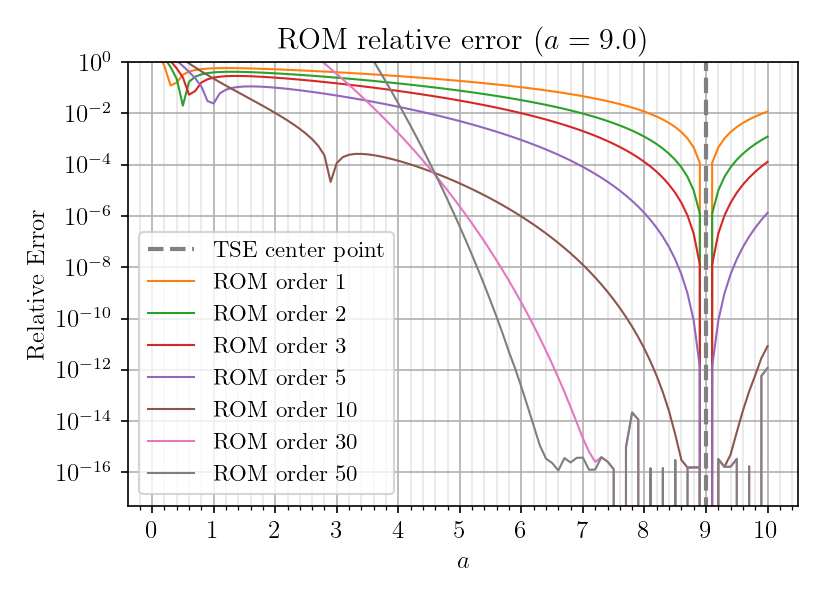 ROM relative error (a = 9.0)
Relative Error
10⁰
10⁻²
10⁻⁴
10⁻⁶
10⁻⁸
10⁻¹⁰
10⁻¹²
10⁻¹⁴
10⁻¹⁶
TSE center point
ROM order 1
ROM order 2
ROM order 3
ROM order 5
ROM order 10
ROM order 30
ROM order 50
0 1 2 3 4 5 6 7 8 9 10
a